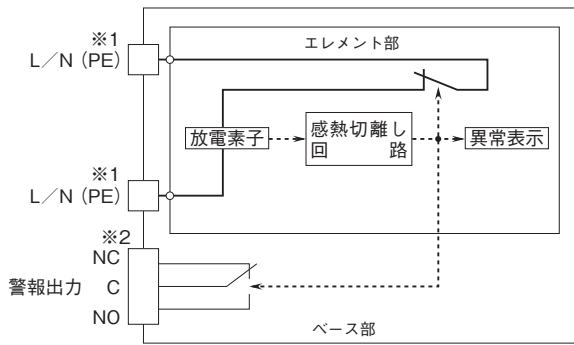 ※1
L／N（PE）
エレメント部
放電素子
感熱切離し
回路
異常表示
※1
L／N（PE）
※2
NC
警報出力 C
NO
ベース部